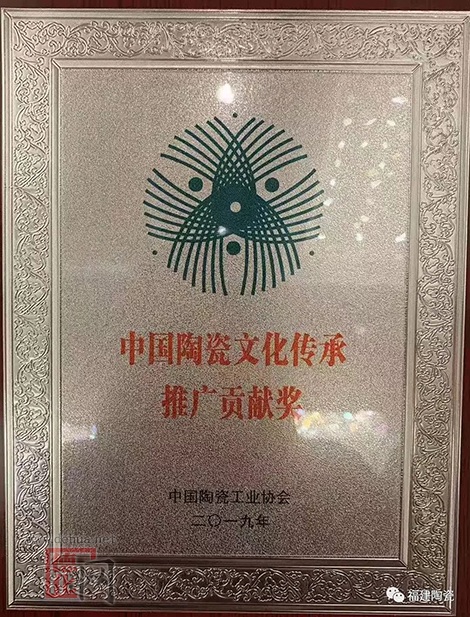 中国陶瓷文化传承
推广贡献奖
中国陶瓷工业协会
二〇一九年
福建陶瓷